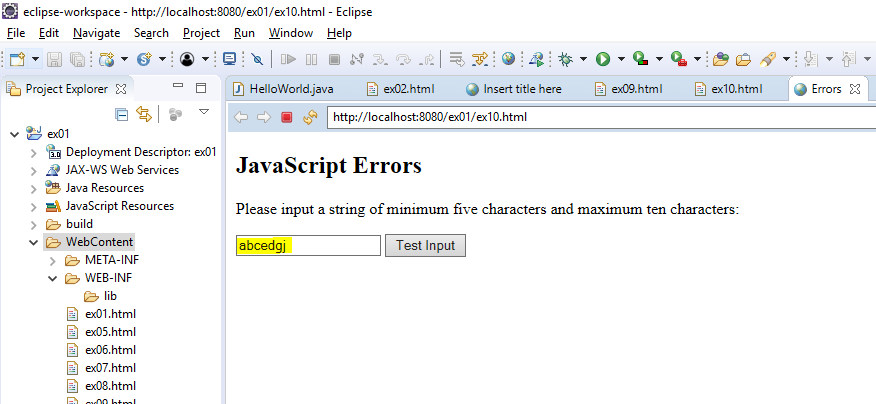 eclipse-workspace - http://localhost:8080/ex01/ex10.html - Eclipse
File Edit Navigate Search Project Run Window Help
Project Explorer
HelloWorld.java ex02.html Insert title here ex09.html ex10.html Errors
http://localhost:8080/ex01/ex10.html
ex01
3.0 Deployment Descriptor: ex01
JAX-WS Web Services
Java Resources
JavaScript Resources
build
WebContent
META-INF
WEB-INF
lib
ex01.html
ex05.html
ex06.html
ex07.html
ex08.html
ex09.html
JavaScript Errors
Please input a string of minimum five characters and maximum ten characters:
abcedgj Test Input